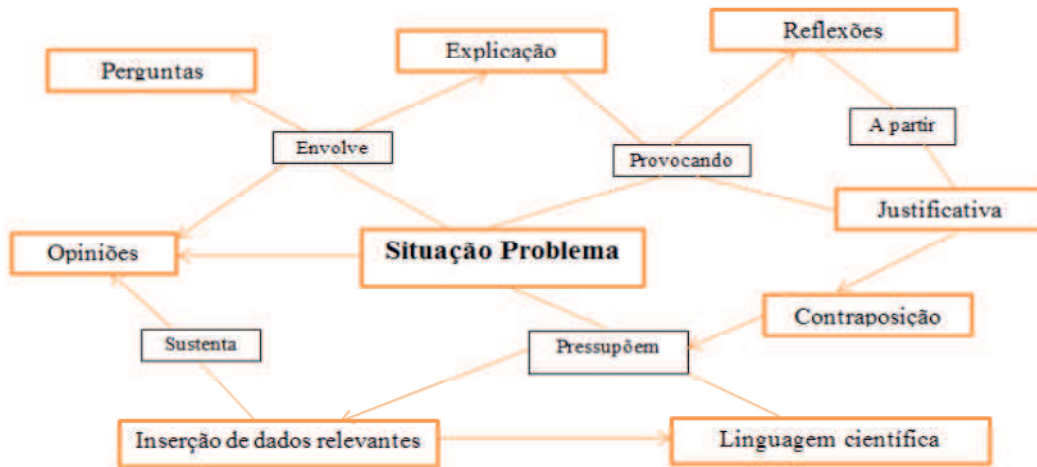 Reflexões
Explicação
Perguntas
A partir
Envolve
Provocando
Justificativa
Opiniões
Situação Problema
Contraposição
Sustenta
Pressupõem
Inserção de dados relevantes
Linguagem científica